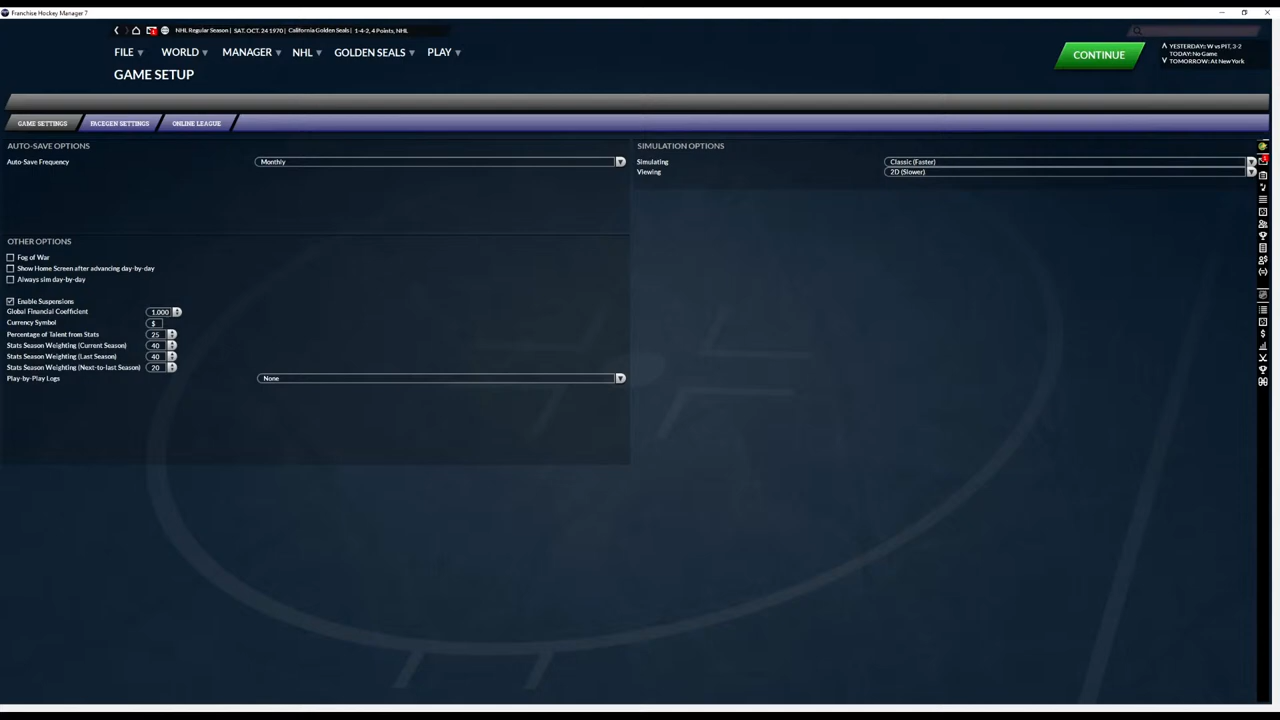 Franchise Hockey Manager 7
NHL Regular Season | SAT. OCT. 24 1970 | California Golden Seals | 1-4-2, 4 Points, NHL
FILE WORLD MANAGER NHL GOLDEN SEALS PLAY
CONTINUE
YESTERDAY: W vs PIT, 3-2
TODAY: No Game
TOMORROW: At New York
GAME SETUP
GAME SETTINGS FACEGEN SETTINGS ONLINE LEAGUE
AUTO-SAVE OPTIONS
Auto-Save Frequency Monthly
SIMULATION OPTIONS
Simulating Classic (Faster)
Viewing 2D (Slower)
OTHER OPTIONS
Fog of War
Show Home Screen after advancing day-by-day
Always sim day-by-day
Enable Suspensions
Global Financial Coefficient 1.000
Currency Symbol $
Percentage of Talent from Stats 25
Stats Season Weighting (Current Season) 40
Stats Season Weighting (Last Season) 40
Stats Season Weighting (Next-to-last Season) 20
Play-by-Play Logs None